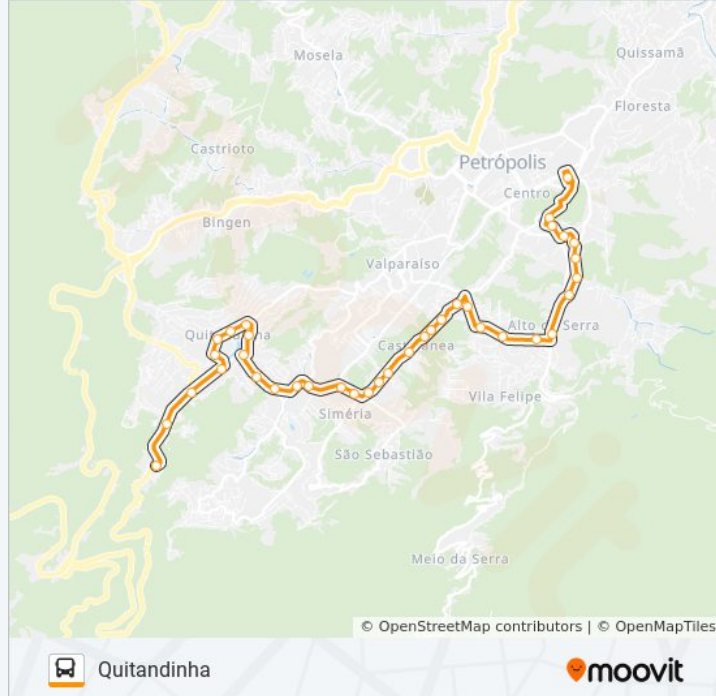 Mosela
Quissamã
Floresta
Castrioto
Petrópolis
Centro
Bingen
Valparaíso
Alto da Serra
Castelanea
Vila Felipe
Siméria
São Sebastião
Meio da Serra
© OpenStreetMap contributors | © OpenMapTiles
Quitandinha
moovit